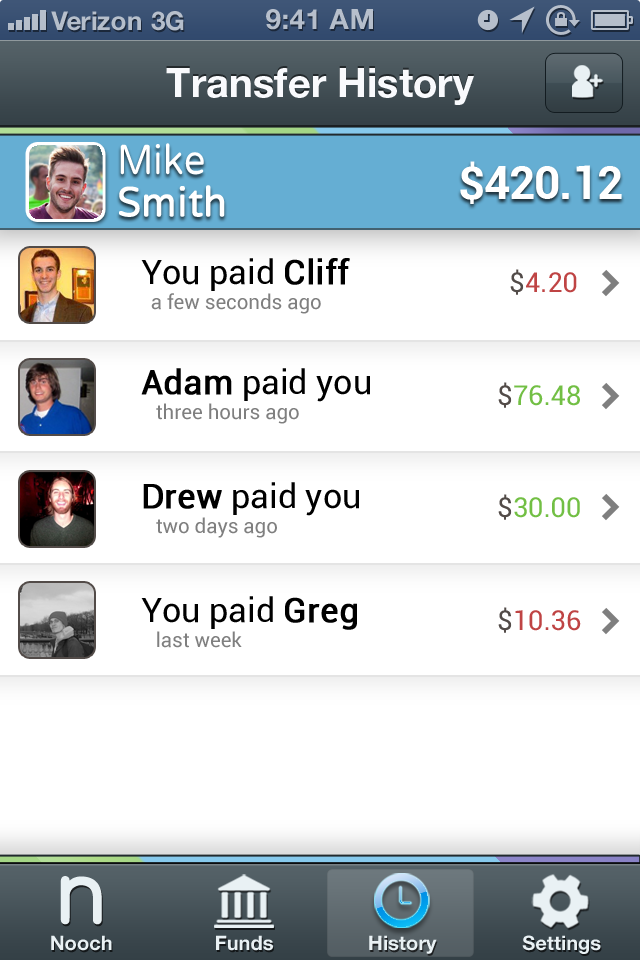 Verizon 3G 9:41 AM
Transfer History
Mike
Smith
$420.12
You paid Cliff
a few seconds ago
$4.20
Adam paid you
three hours ago
$76.48
Drew paid you
two days ago
$30.00
You paid Greg
last week
$10.36
n
Nooch
Funds
History
Settings